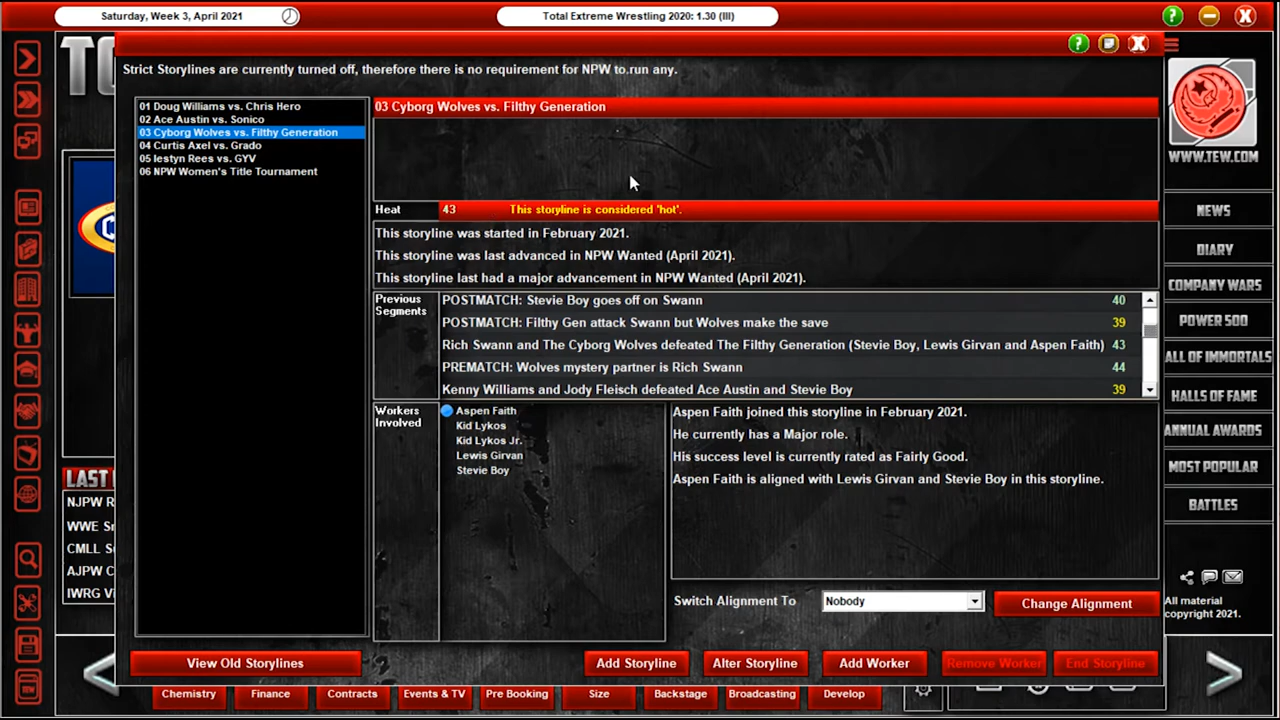 Saturday, Week 3, April 2021
Total Extreme Wrestling 2020: 1.30 (III)
Strict Storylines are currently turned off, therefore there is no requirement for NPW to run any.
01 Doug Williams vs. Chris Hero
02 Ace Austin vs. Sonico
03 Cyborg Wolves vs. Filthy Generation
04 Curtis Axel vs. Grado
05 Iestyn Rees vs. GYV
06 NPW Women's Title Tournament
03 Cyborg Wolves vs. Filthy Generation
Heat 43 This storyline is considered 'hot'.
This storyline was started in February 2021.
This storyline was last advanced in NPW Wanted (April 2021).
This storyline last had a major advancement in NPW Wanted (April 2021).
Previous Segments
POSTMATCH: Stevie Boy goes off on Swann 40
POSTMATCH: Filthy Gen attack Swann but Wolves make the save 39
Rich Swann and The Cyborg Wolves defeated The Filthy Generation (Stevie Boy, Lewis Girvan and Aspen Faith) 43
PREMATCH: Wolves mystery partner is Rich Swann 44
Kenny Williams and Jody Fleisch defeated Ace Austin and Stevie Boy 39
Workers Involved
Aspen Faith
Kid Lykos
Kid Lykos Jr.
Lewis Girvan
Stevie Boy
Aspen Faith joined this storyline in February 2021.
He currently has a Major role.
His success level is currently rated as Fairly Good.
Aspen Faith is aligned with Lewis Girvan and Stevie Boy in this storyline.
Switch Alignment To
Nobody
Change Alignment
View Old Storylines
Add Storyline
Alter Storyline
Add Worker
Remove Worker
End Storyline
LAST
NJPW R
WWE Sr
CMLL S
AJPW C
IWRG Vi
Chemistry
Finance
Contracts
Events & TV
Pre Booking
Size
Backstage
Broadcasting
Develop
WWW.TEW.COM
NEWS
DIARY
COMPANY WARS
POWER 500
ALL OF IMMORTALS
HALLS OF FAME
ANNUAL AWARDS
MOST POPULAR
BATTLES
All material
copyright 2021.